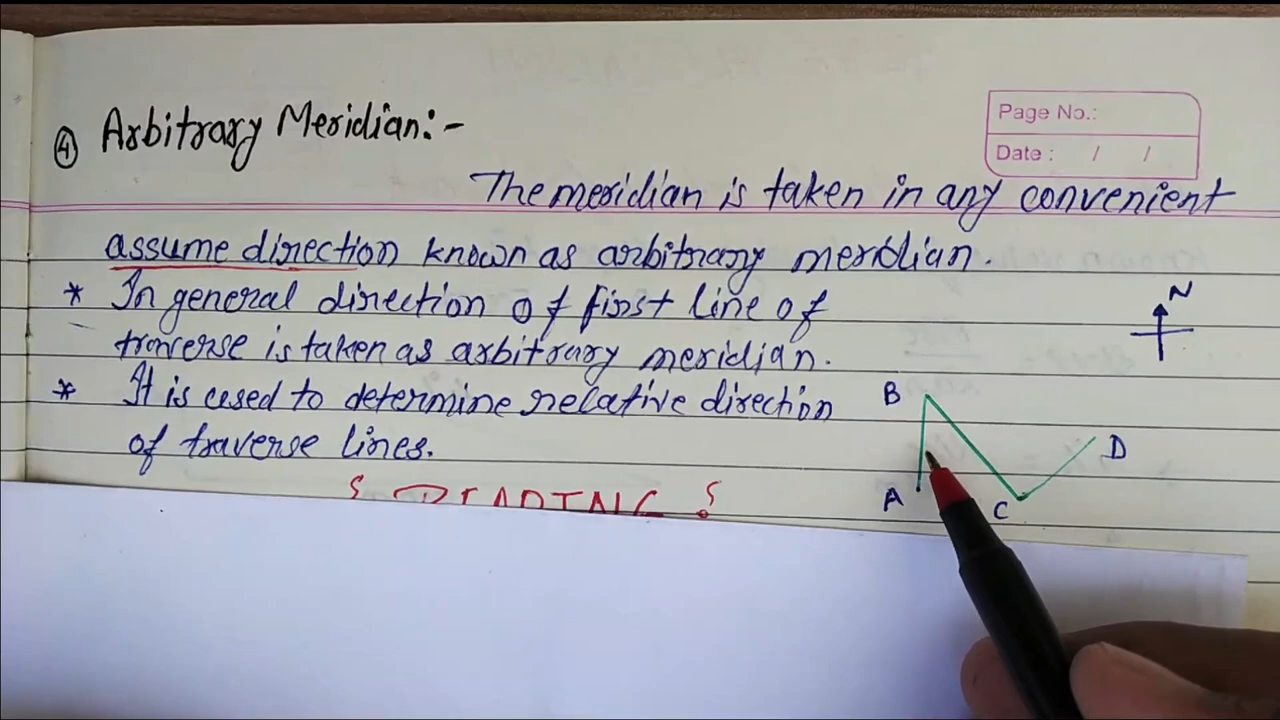 ④ Arbitrary Meridian:-
Page No.:
Date : / /
The meridian is taken in any convenient
assume direction known as arbitrary meridian.
* In general direction of first line of
traverse is taken as arbitrary meridian.
* It is used to determine relative direction
of traverse lines.
N
B
D
A
C